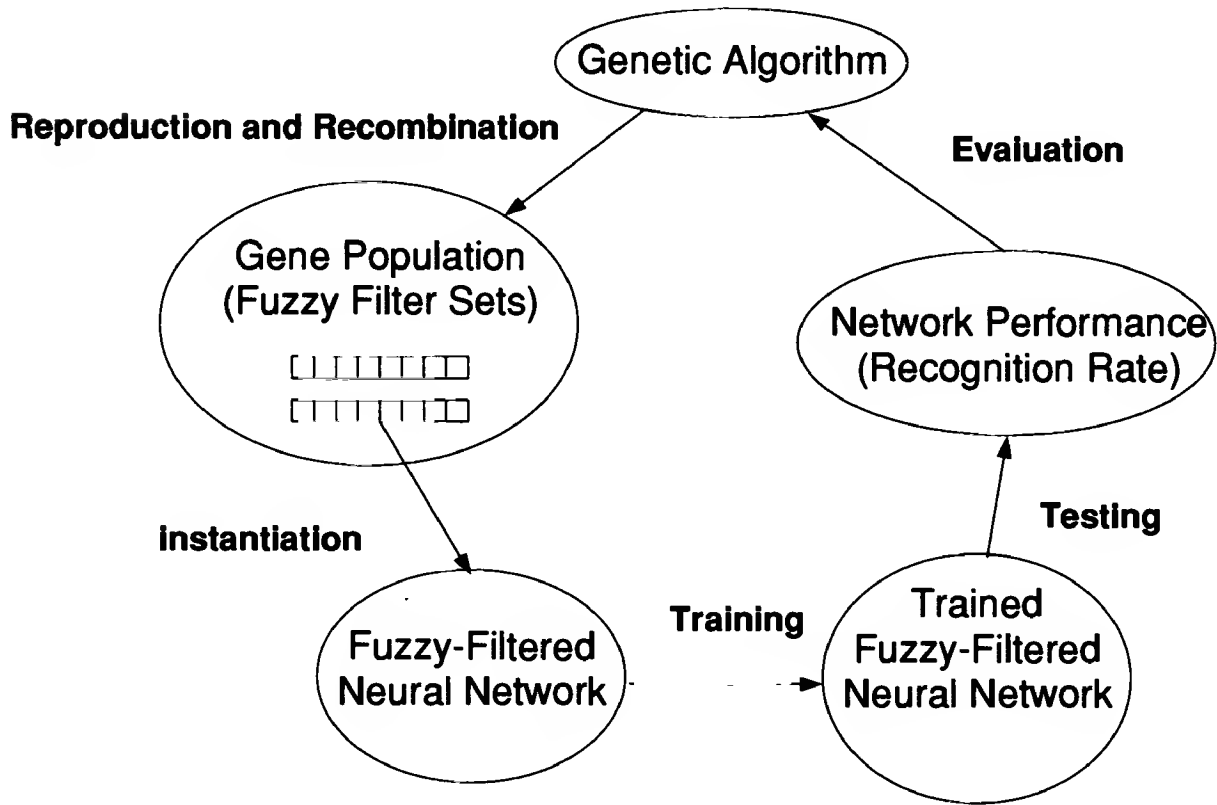 Genetic Algorithm
Reproduction and Recombination
Evaluation
Gene Population
(Fuzzy Filter Sets)
Network Performance
(Recognition Rate)
instantiation
Testing
Fuzzy-Filtered
Neural Network
Training
Trained
Fuzzy-Filtered
Neural Network